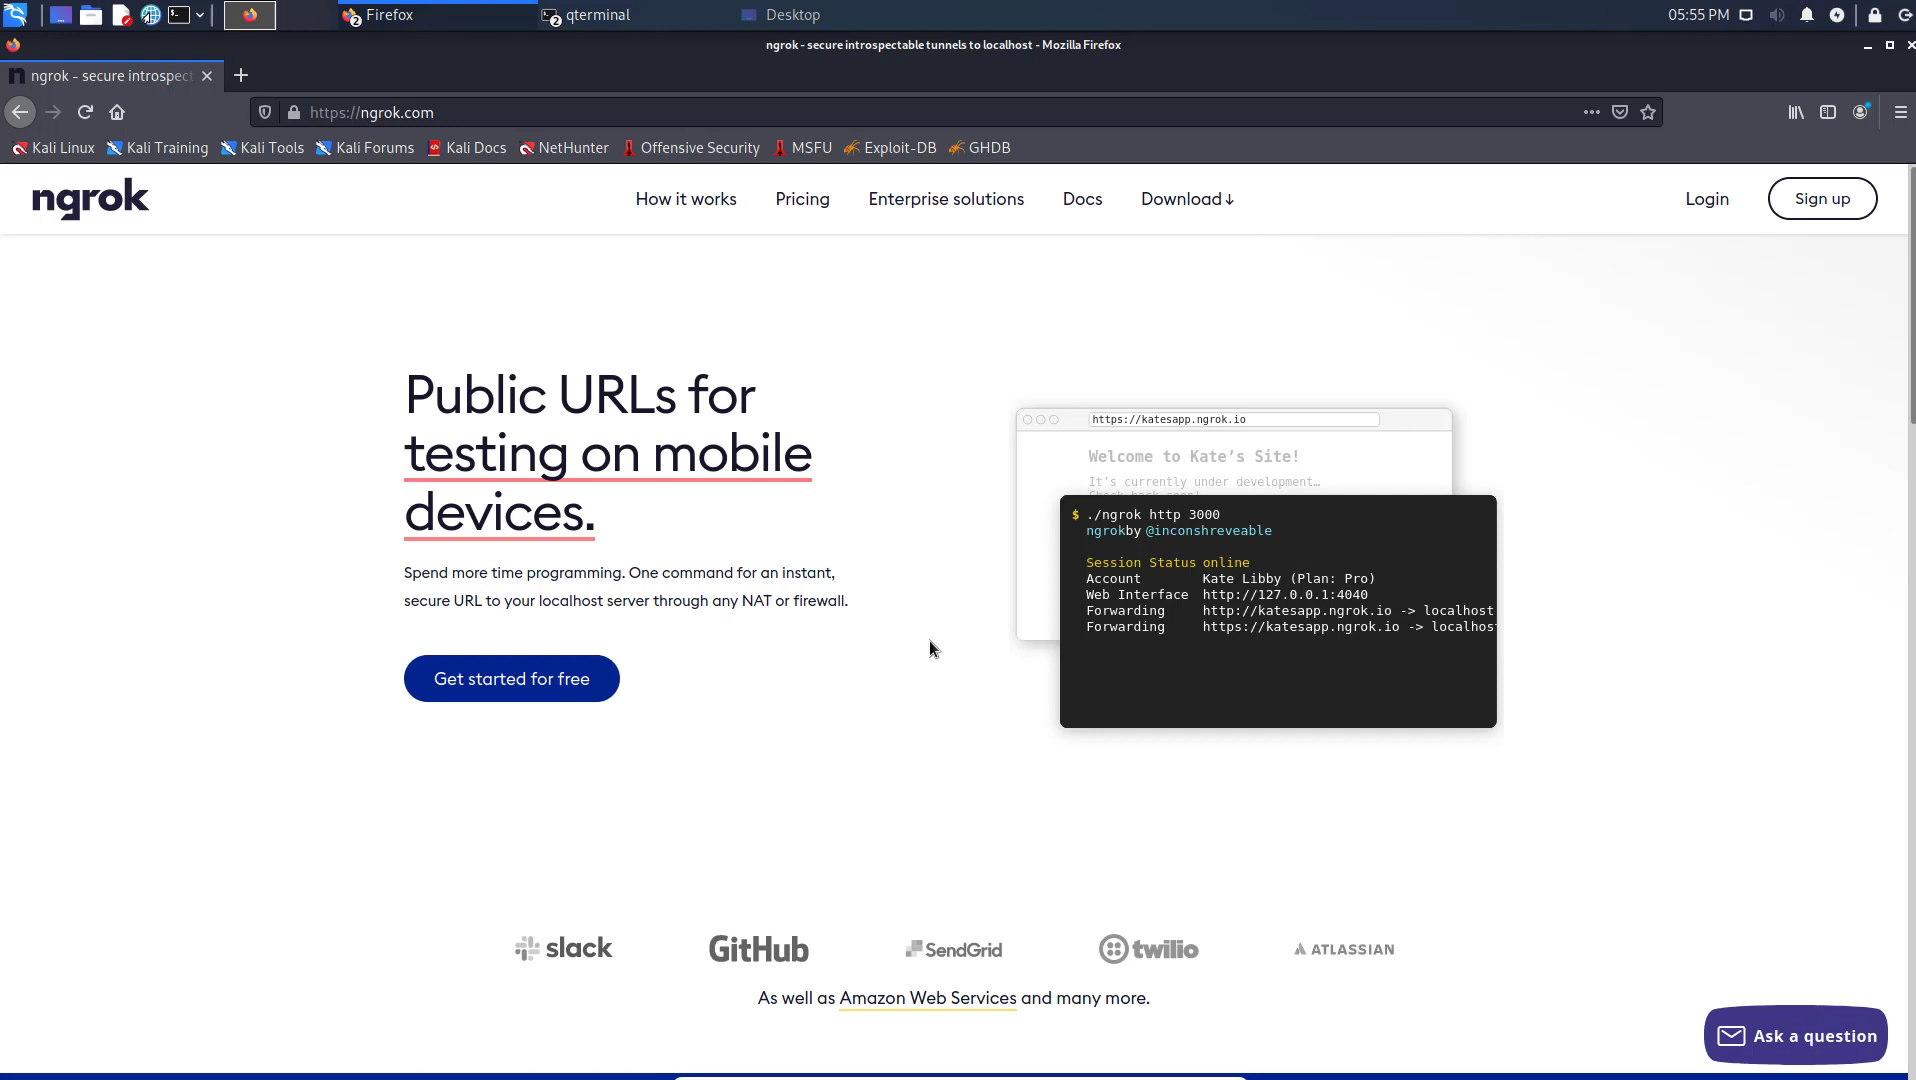 Firefox
2
qterminal
2
Desktop
05:55 PM
ngrok - secure introspectable tunnels to localhost - Mozilla Firefox
ngrok - secure introspect
https://ngrok.com
Kali Linux
Kali Training
Kali Tools
Kali Forums
Kali Docs
NetHunter
Offensive Security
MSFU
Exploit-DB
GHDB
ngrok
How it works
Pricing
Enterprise solutions
Docs
Download↓
Login
Sign up
Public URLs for
testing on mobile
devices.
Spend more time programming. One command for an instant,
secure URL to your localhost server through any NAT or firewall.
Get started for free
https://katesapp.ngrok.io
Welcome to Kate's Site!
It's currently under development…
$ ./ngrok http 3000
ngrokby @inconshreveable
Session Status online
Account Kate Libby (Plan: Pro)
Web Interface http://127.0.0.1:4040
Forwarding http://katesapp.ngrok.io -> localhost
Forwarding https://katesapp.ngrok.io -> localhost
slack
GitHub
SendGrid
twilio
ATLASSIAN
As well as Amazon Web Services and many more.
Ask a question